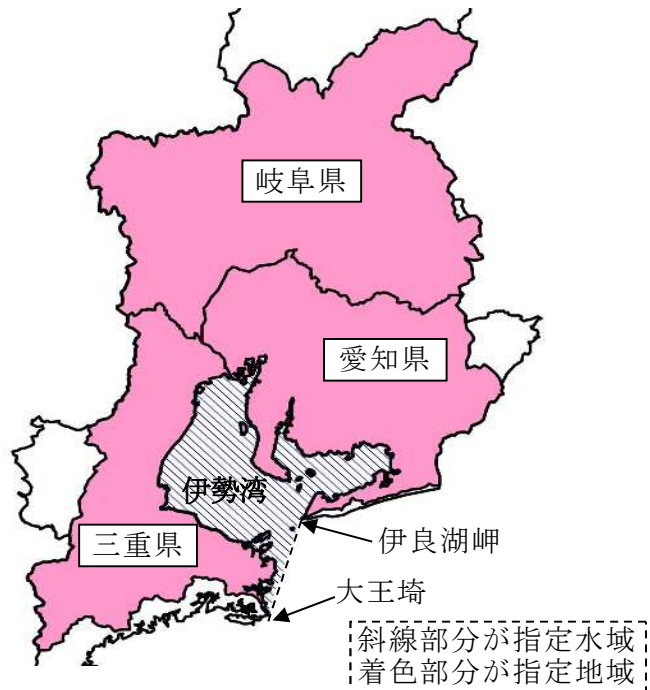 岐阜県
愛知県
伊勢湾
三重県
伊良湖岬
大王埼
斜線部分が指定水域
着色部分が指定地域